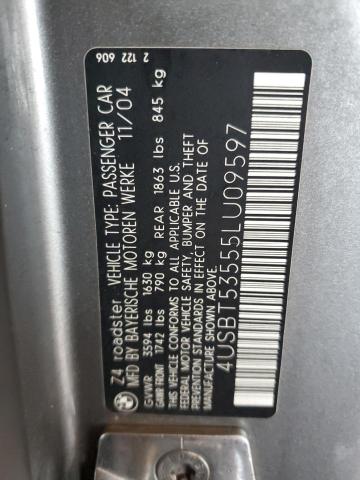 Z4 roadster VEHICLE TYPE: PASSENGER CAR
MFD BY BAYERISCHE MOTOREN WERKE 11/04
GVWR 3594 lbs 1630 kg
GAWR FRONT 1742 lbs 790 kg REAR 1863 lbs 845 kg
THIS VEHICLE CONFORMS TO ALL APPLICABLE U.S.
FEDERAL MOTOR VEHICLE SAFETY, BUMPER, AND THEFT
PREVENTION STANDARDS IN EFFECT ON THE DATE OF
MANUFACTURE SHOWN ABOVE.
4USBT53555LU09597
2 122 606